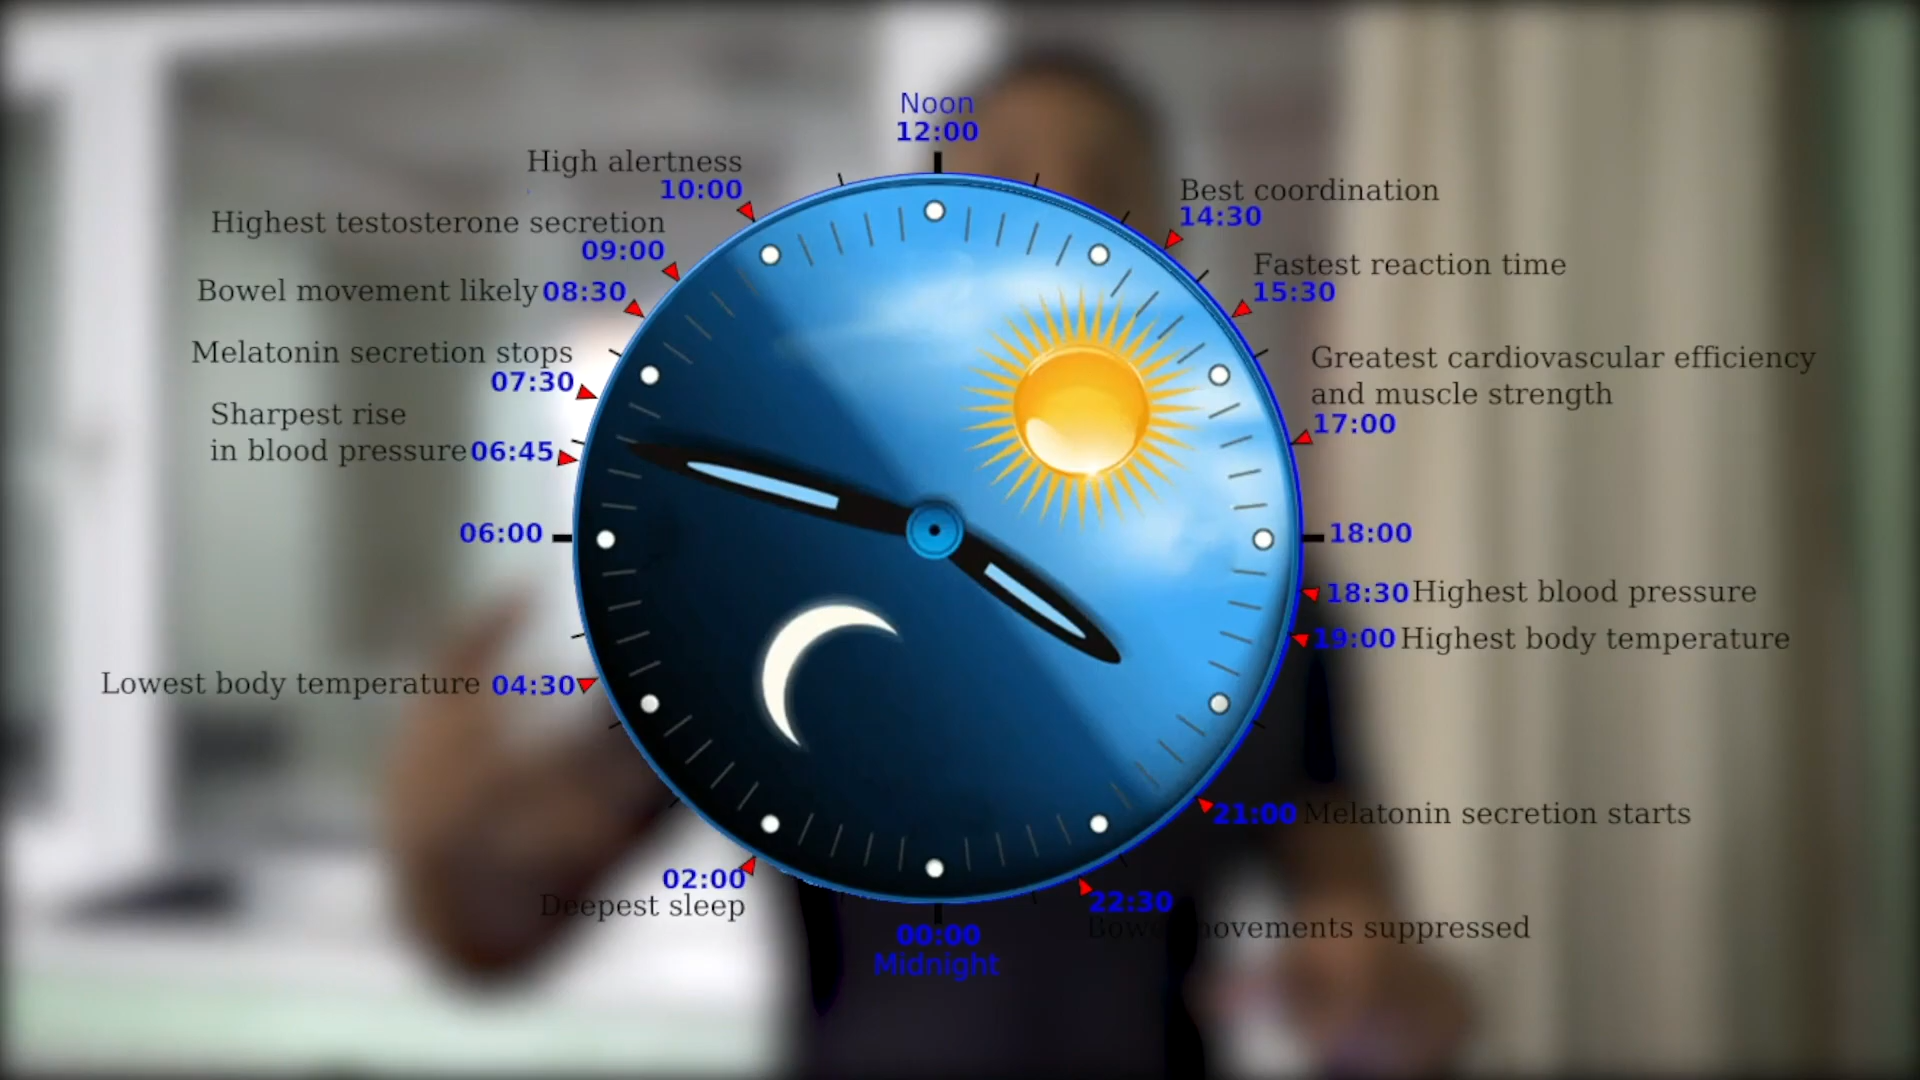 Noon
12:00
High alertness
10:00
Highest testosterone secretion
09:00
Bowel movement likely 08:30
Melatonin secretion stops
07:30
Sharpest rise
in blood pressure 06:45
06:00
Lowest body temperature 04:30
02:00
Deepest sleep
00:00
Midnight
Best coordination
14:30
Fastest reaction time
15:30
Greatest cardiovascular efficiency
and muscle strength
17:00
18:00
18:30 Highest blood pressure
19:00 Highest body temperature
21:00 Melatonin secretion starts
22:30
Bowel movements suppressed